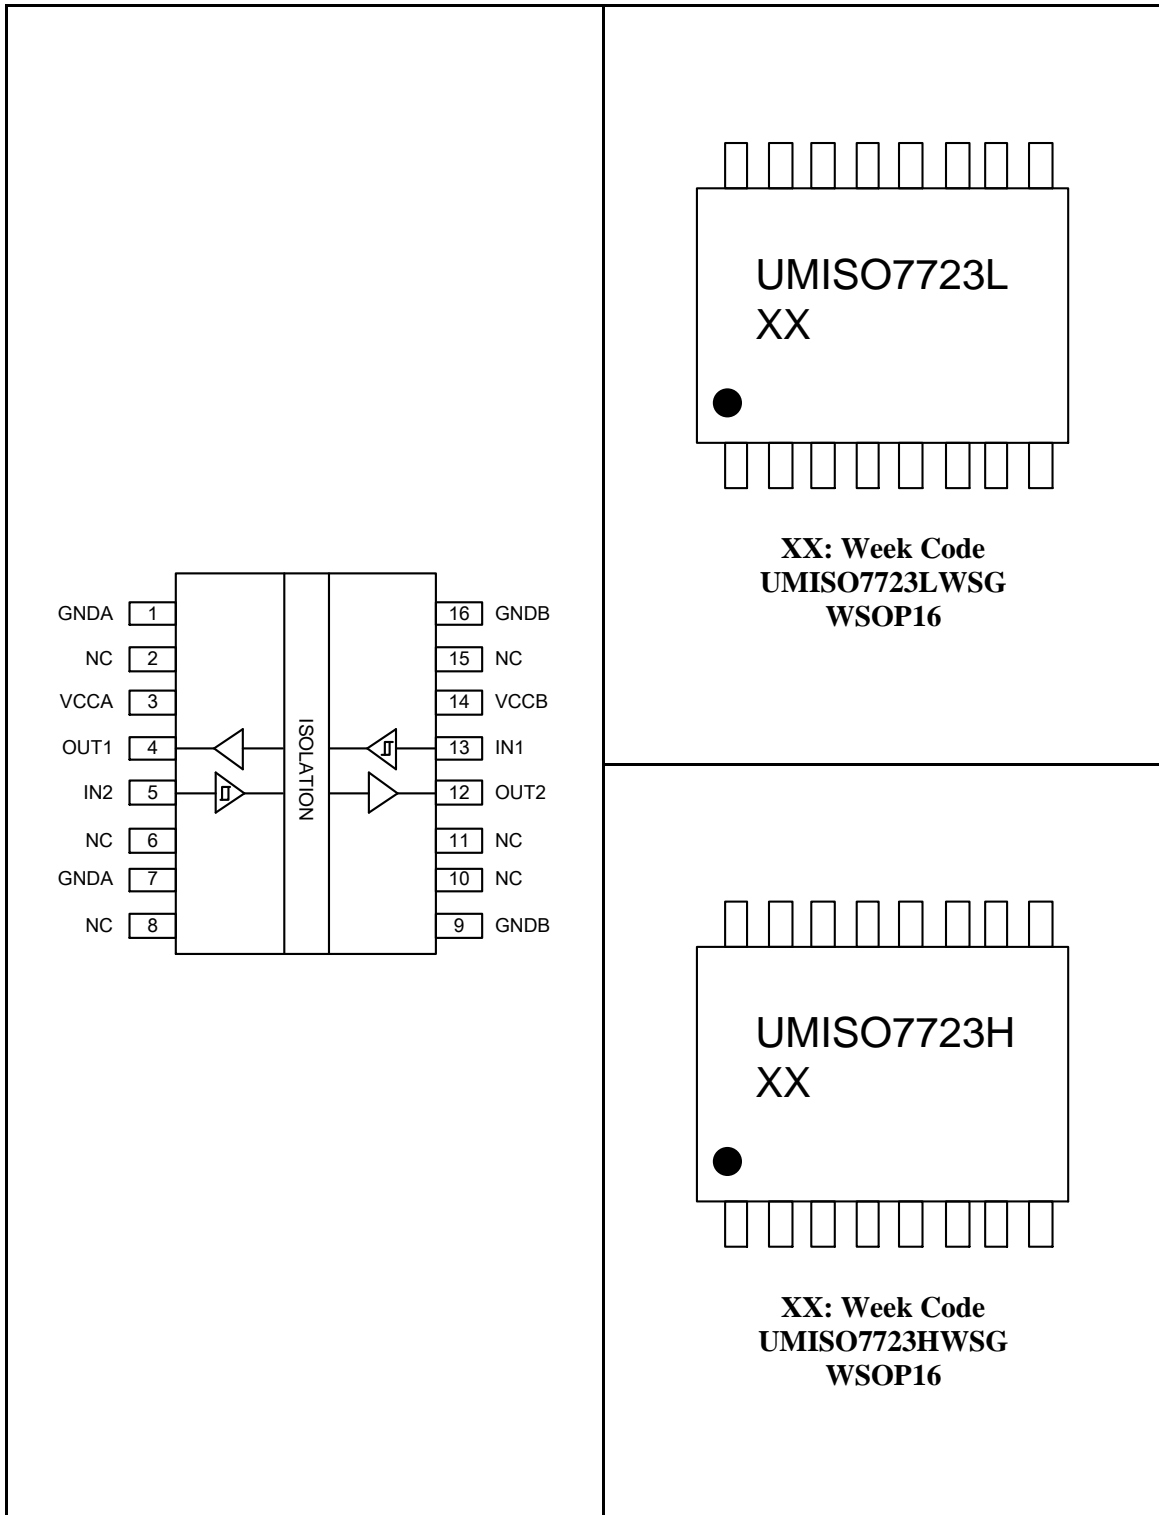 GNDA 1 16 GNDB
NC 2 15 NC
VCCA 3 14 VCCB
OUT1 4 13 IN1
IN2 5 12 OUT2
NC 6 11 NC
GNDA 7 10 NC
NC 8 9 GNDB
ISOLATION
UMISO7723L
XX
XX: Week Code
UMISO7723LWSG
WSOP16
UMISO7723H
XX
XX: Week Code
UMISO7723HWSG
WSOP16